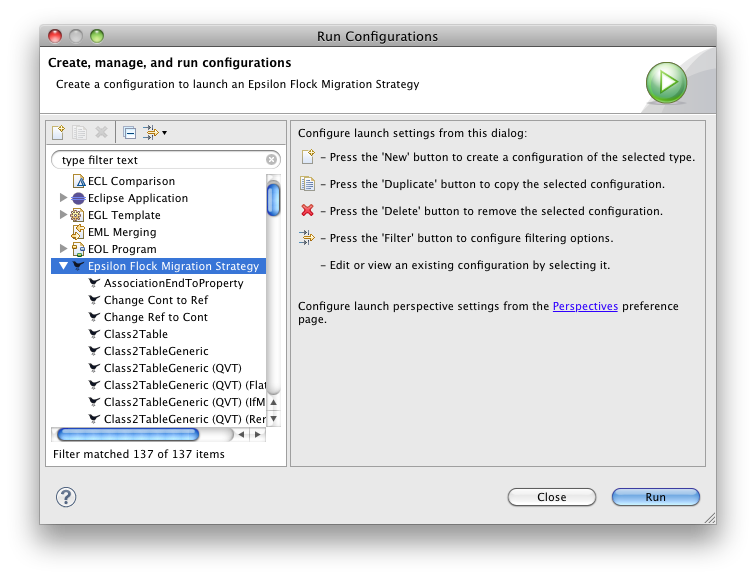 Run Configurations
Create, manage, and run configurations
Create a configuration to launch an Epsilon Flock Migration Strategy
type filter text
ECL Comparison
Eclipse Application
EGL Template
EML Merging
EOL Program
Epsilon Flock Migration Strategy
AssociationEndToProperty
Change Cont to Ref
Change Ref to Cont
Class2Table
Class2TableGeneric
Class2TableGeneric (QVT)
Class2TableGeneric (QVT) (Flat
Class2TableGeneric (QVT) (IfM
Class2TableGeneric (QVT) (Rer
Filter matched 137 of 137 items
Configure launch settings from this dialog:
– Press the 'New' button to create a configuration of the selected type.
– Press the 'Duplicate' button to copy the selected configuration.
– Press the 'Delete' button to remove the selected configuration.
– Press the 'Filter' button to configure filtering options.
– Edit or view an existing configuration by selecting it.
Configure launch perspective settings from the Perspectives preference
page.
?
Close
Run